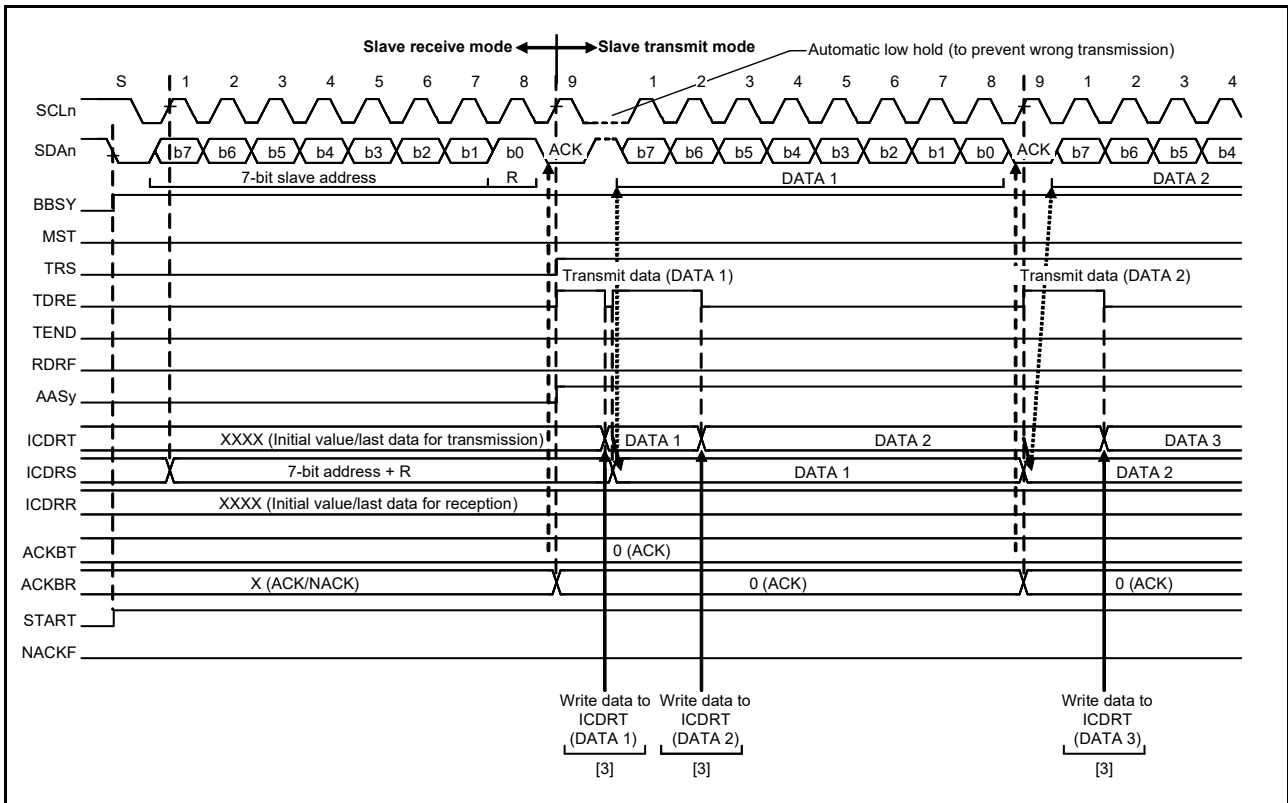 Slave receive mode Slave transmit mode
Automatic low hold (to prevent wrong transmission)
S 1 2 3 4 5 6 7 8 9 1 2 3 4 5 6 7 8 9 1 2 3 4
SCLn
SDAn b7 b6 b5 b4 b3 b2 b1 b0 ACK b7 b6 b5 b4 b3 b2 b1 b0 ACK b7 b6 b5 b4
7-bit slave address R DATA 1 DATA 2
BBSY
MST
TRS
Transmit data (DATA 1) Transmit data (DATA 2)
TDRE
TEND
RDRF
AASy
ICDRT XXXX (Initial value/last data for transmission) DATA 1 DATA 2 DATA 3
ICDRS 7-bit address + R DATA 1 DATA 2
ICDRR XXXX (Initial value/last data for reception)
ACKBT 0 (ACK)
ACKBR X (ACK/NACK) 0 (ACK) 0 (ACK)
START
NACKF
Write data to Write data to Write data to
ICDRT ICDRT ICDRT
(DATA 1) (DATA 2) (DATA 3)
[3] [3] [3]